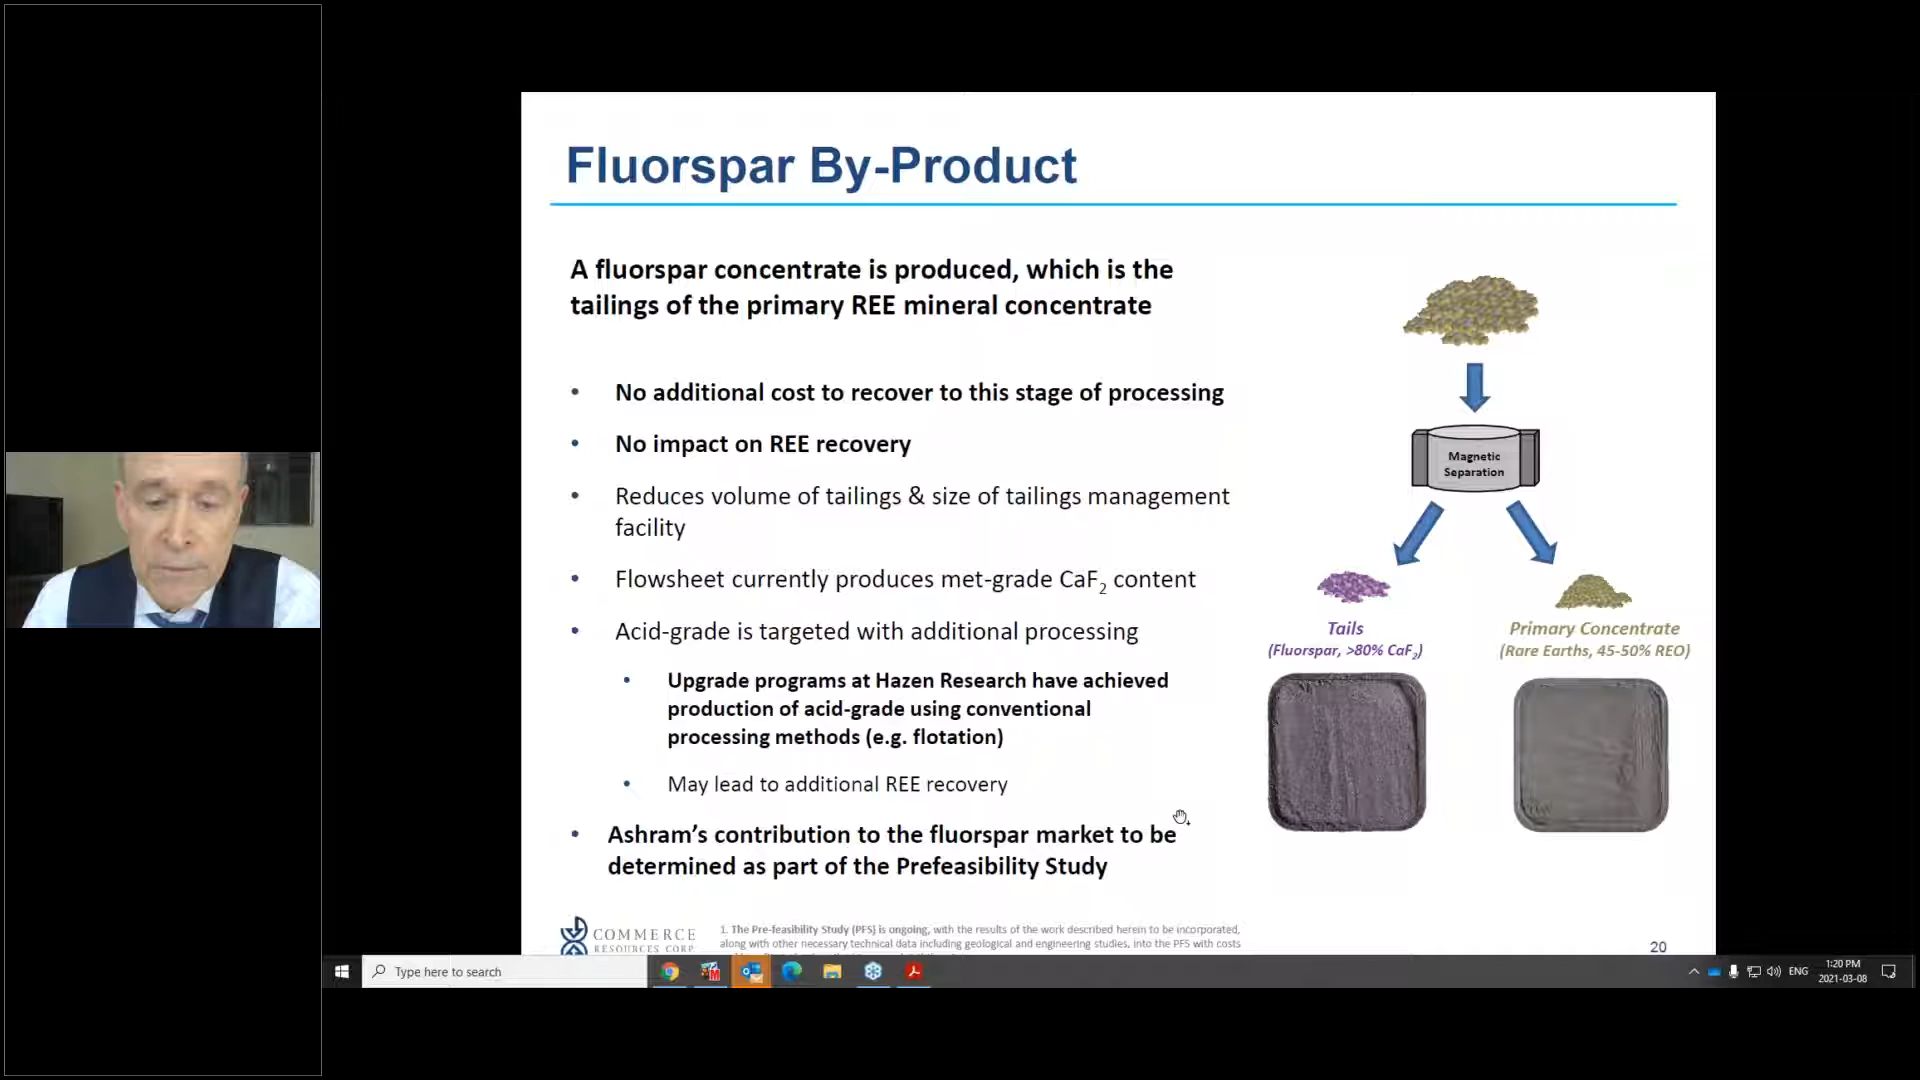 Fluorspar By-Product
A fluorspar concentrate is produced, which is the
tailings of the primary REE mineral concentrate
• No additional cost to recover to this stage of processing
• No impact on REE recovery
• Reduces volume of tailings & size of tailings management
facility
• Flowsheet currently produces met-grade CaF2 content
• Acid-grade is targeted with additional processing
• Upgrade programs at Hazen Research have achieved
production of acid-grade using conventional
processing methods (e.g. flotation)
• May lead to additional REE recovery
• Ashram’s contribution to the fluorspar market to be
determined as part of the Prefeasibility Study
Magnetic
Separation
Tails
(Fluorspar, >80% CaF2)
Primary Concentrate
(Rare Earths, 45-50% REO)
COMMERCE
RESOURCES CORP
1. The Pre-feasibility Study (PFS) is ongoing, with the results of the work described herein to be incorporated,
along with other necessary technical data including geological and engineering studies, into the PFS with costs
20
Type here to search
ENG
1:20 PM
2021-03-08